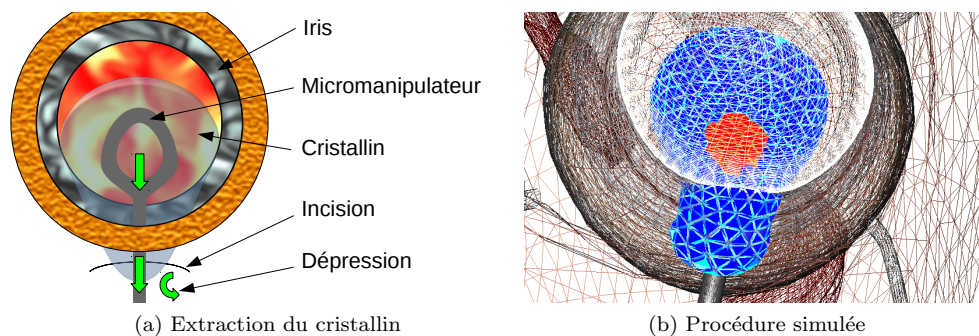 Iris
Micromanipulateur
Cristallin
Incision
Dépression
(a) Extraction du cristallin
(b) Procédure simulée